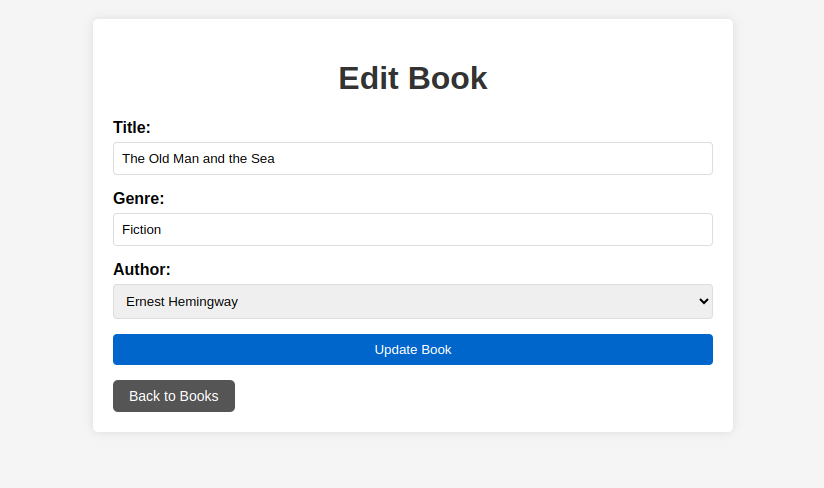 Edit Book
Title:
The Old Man and the Sea
Genre:
Fiction
Author:
Ernest Hemingway
Update Book
Back to Books